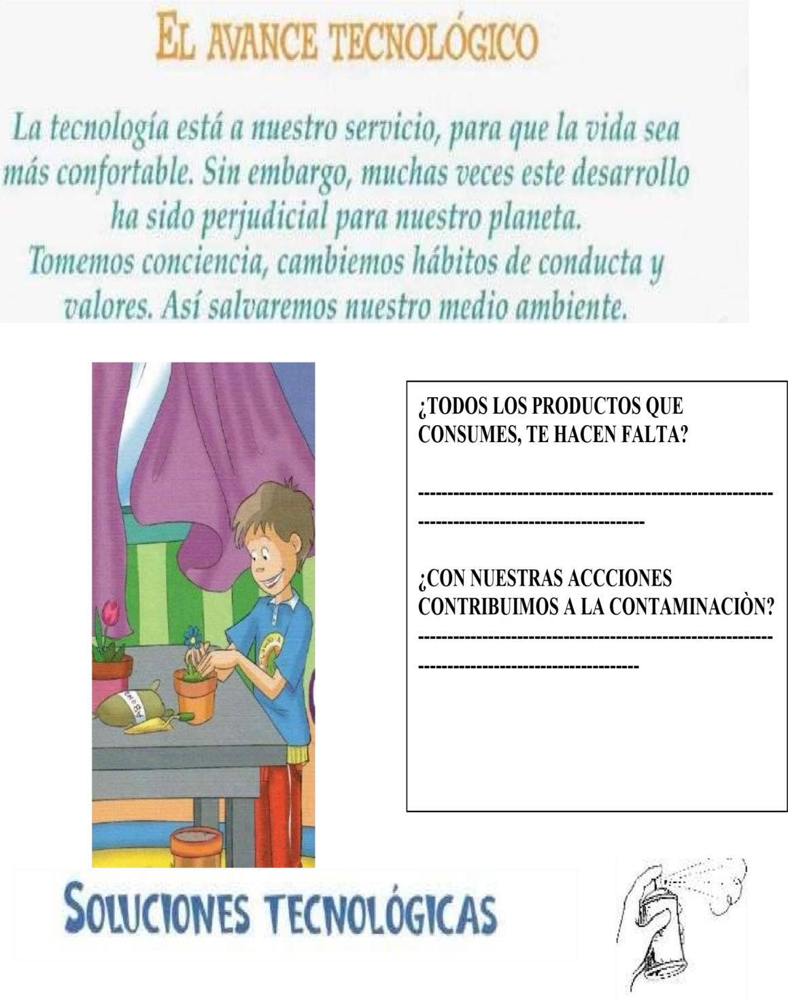 EL AVANCE TECNOLÓGICO
La tecnología está a nuestro servicio, para que la vida sea
más confortable. Sin embargo, muchas veces este desarrollo
ha sido perjudicial para nuestro planeta.
Tomemos conciencia, cambiemos hábitos de conducta y
valores. Así salvaremos nuestro medio ambiente.
¿TODOS LOS PRODUCTOS QUE
CONSUMES, TE HACEN FALTA?
¿CON NUESTRAS ACCCIONES
CONTRIBUIMOS A LA CONTAMINACIÒN?
ABONO
SOLUCIONES TECNOLÓGICAS